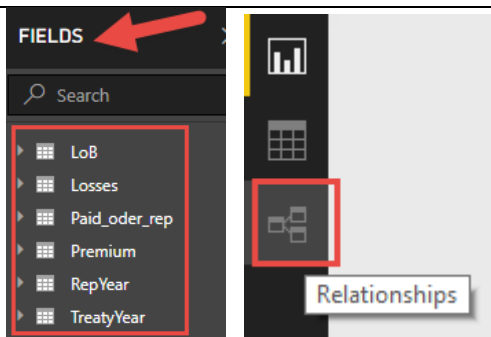 FIELDS
Search
LoB
Losses
Paid_oder_rep
Premium
RepYear
TreatyYear
Relationships